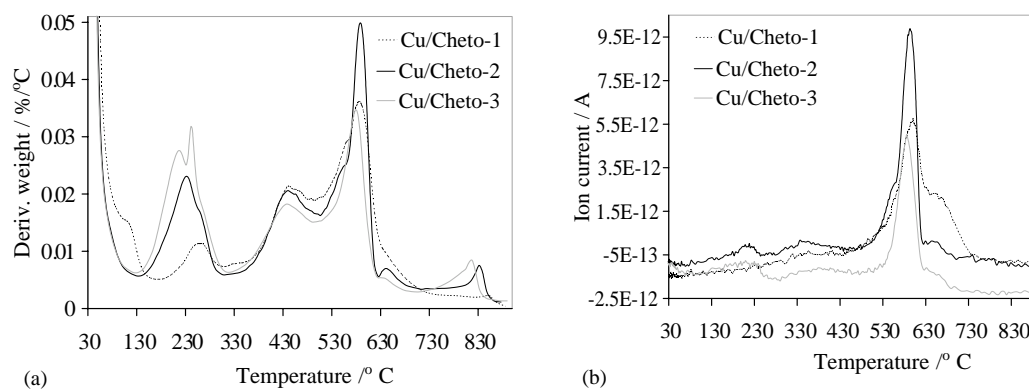 0.05
0.04
0.03
0.02
0.01
0
Deriv. weight / %/ºC
Cu/Cheto-1
Cu/Cheto-2
Cu/Cheto-3
30 130 230 330 430 530 630 730 830
Temperature /º C
(a)
9.5E-12
7.5E-12
5.5E-12
3.5E-12
1.5E-12
-5E-13
-2.5E-12
Ion current / A
Cu/Cheto-1
Cu/Cheto-2
Cu/Cheto-3
30 130 230 330 430 530 630 730 830
Temperature /º C
(b)